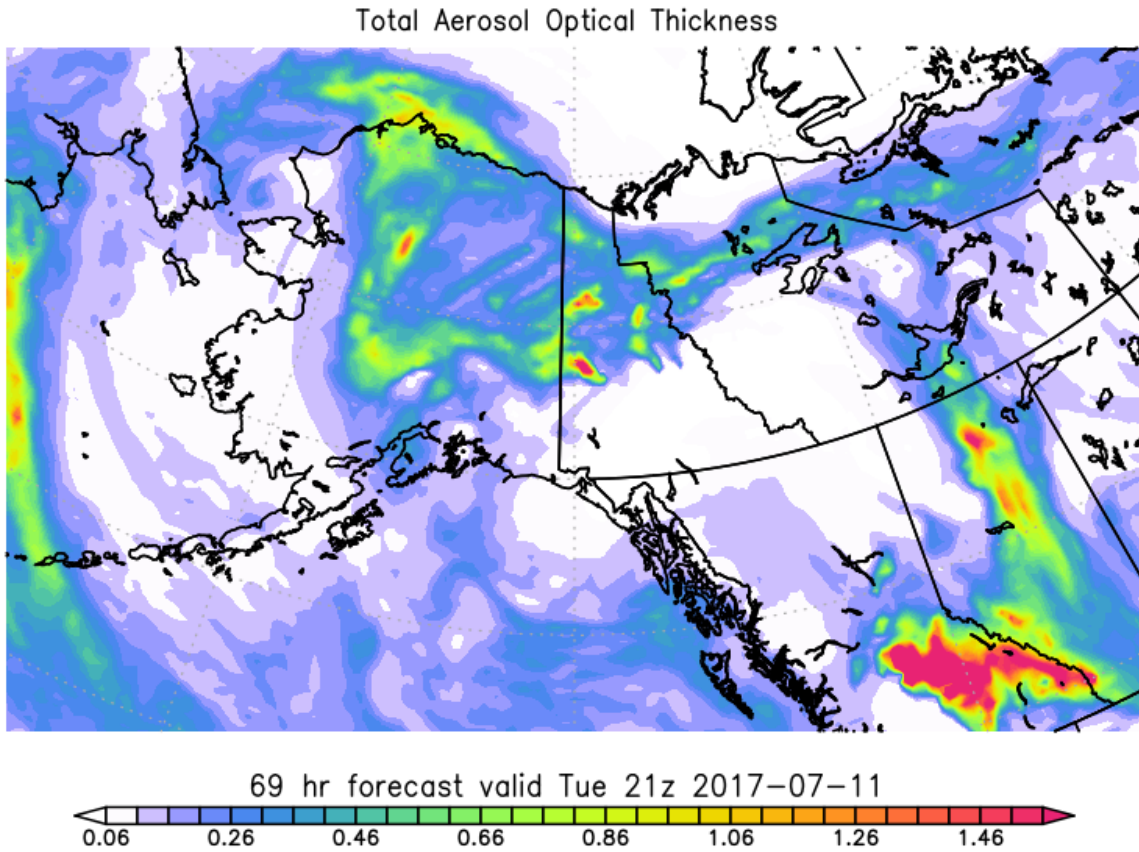 Total Aerosol Optical Thickness
69 hr forecast valid Tue 21z 2017-07-11
0.06 0.26 0.46 0.66 0.86 1.06 1.26 1.46